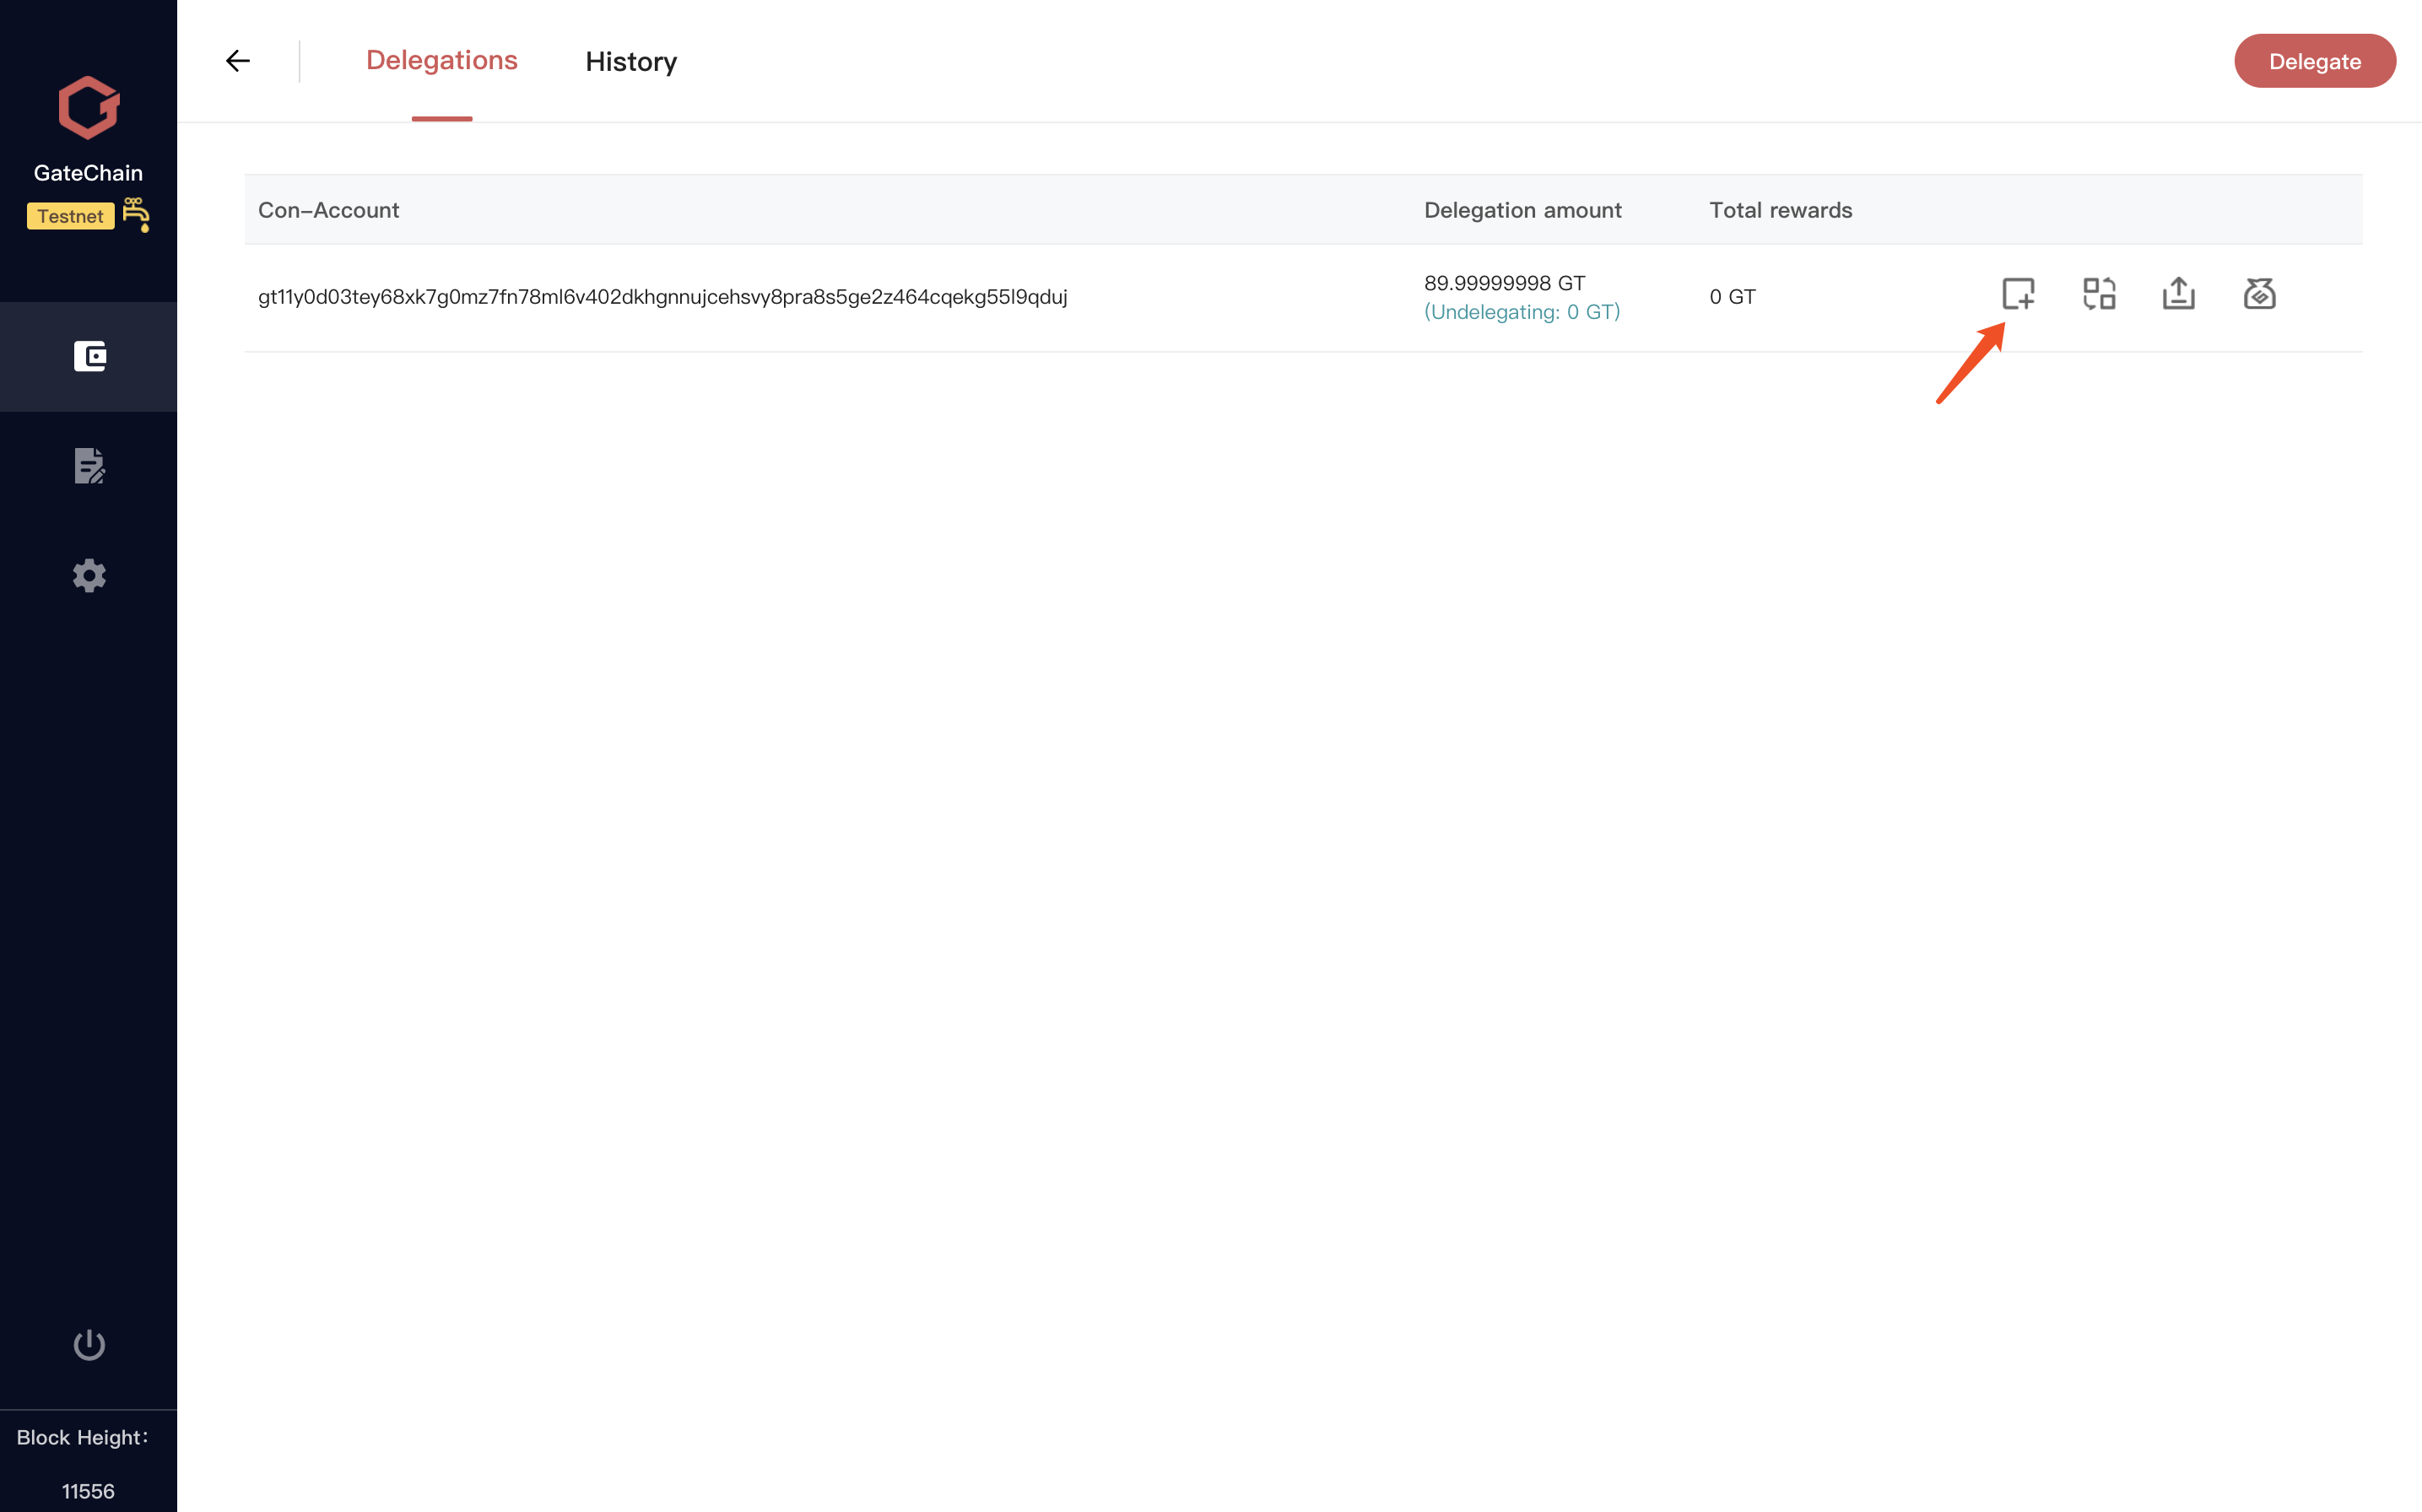 GateChain
Testnet
Block Height:
11556
Delegations
History
Delegate
Con-Account
Delegation amount
Total rewards
gt11y0d03tey68xk7g0mz7fn78ml6v402dkhgnnujcehsvy8pra8s5ge2z464cqekg55l9qduj
89.99999998 GT
(Undelegating: 0 GT)
0 GT